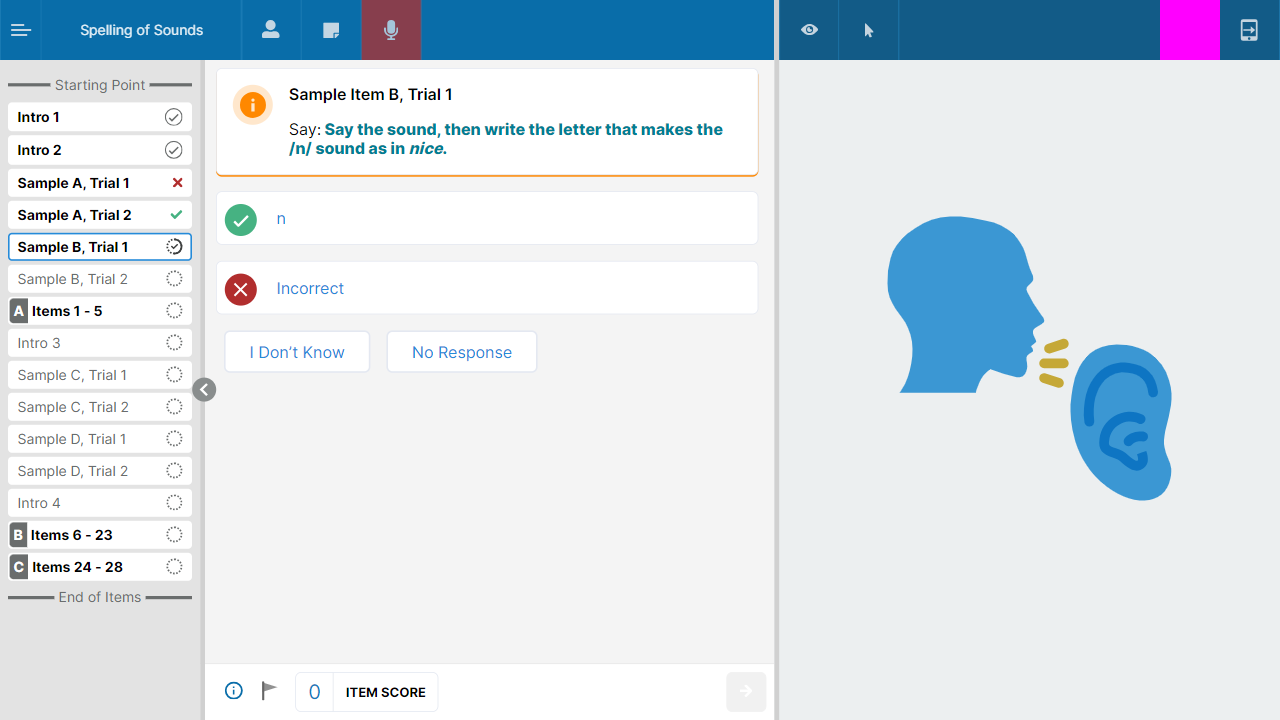 Spelling of Sounds
Starting Point
Intro 1
Intro 2
Sample A, Trial 1
Sample A, Trial 2
Sample B, Trial 1
Sample B, Trial 2
A Items 1 - 5
Intro 3
Sample C, Trial 1
Sample C, Trial 2
Sample D, Trial 1
Sample D, Trial 2
Intro 4
B Items 6 - 23
C Items 24 - 28
End of Items
Sample Item B, Trial 1
Say: Say the sound, then write the letter that makes the
/n/ sound as in nice.
n
Incorrect
I Don’t Know
No Response
0 ITEM SCORE